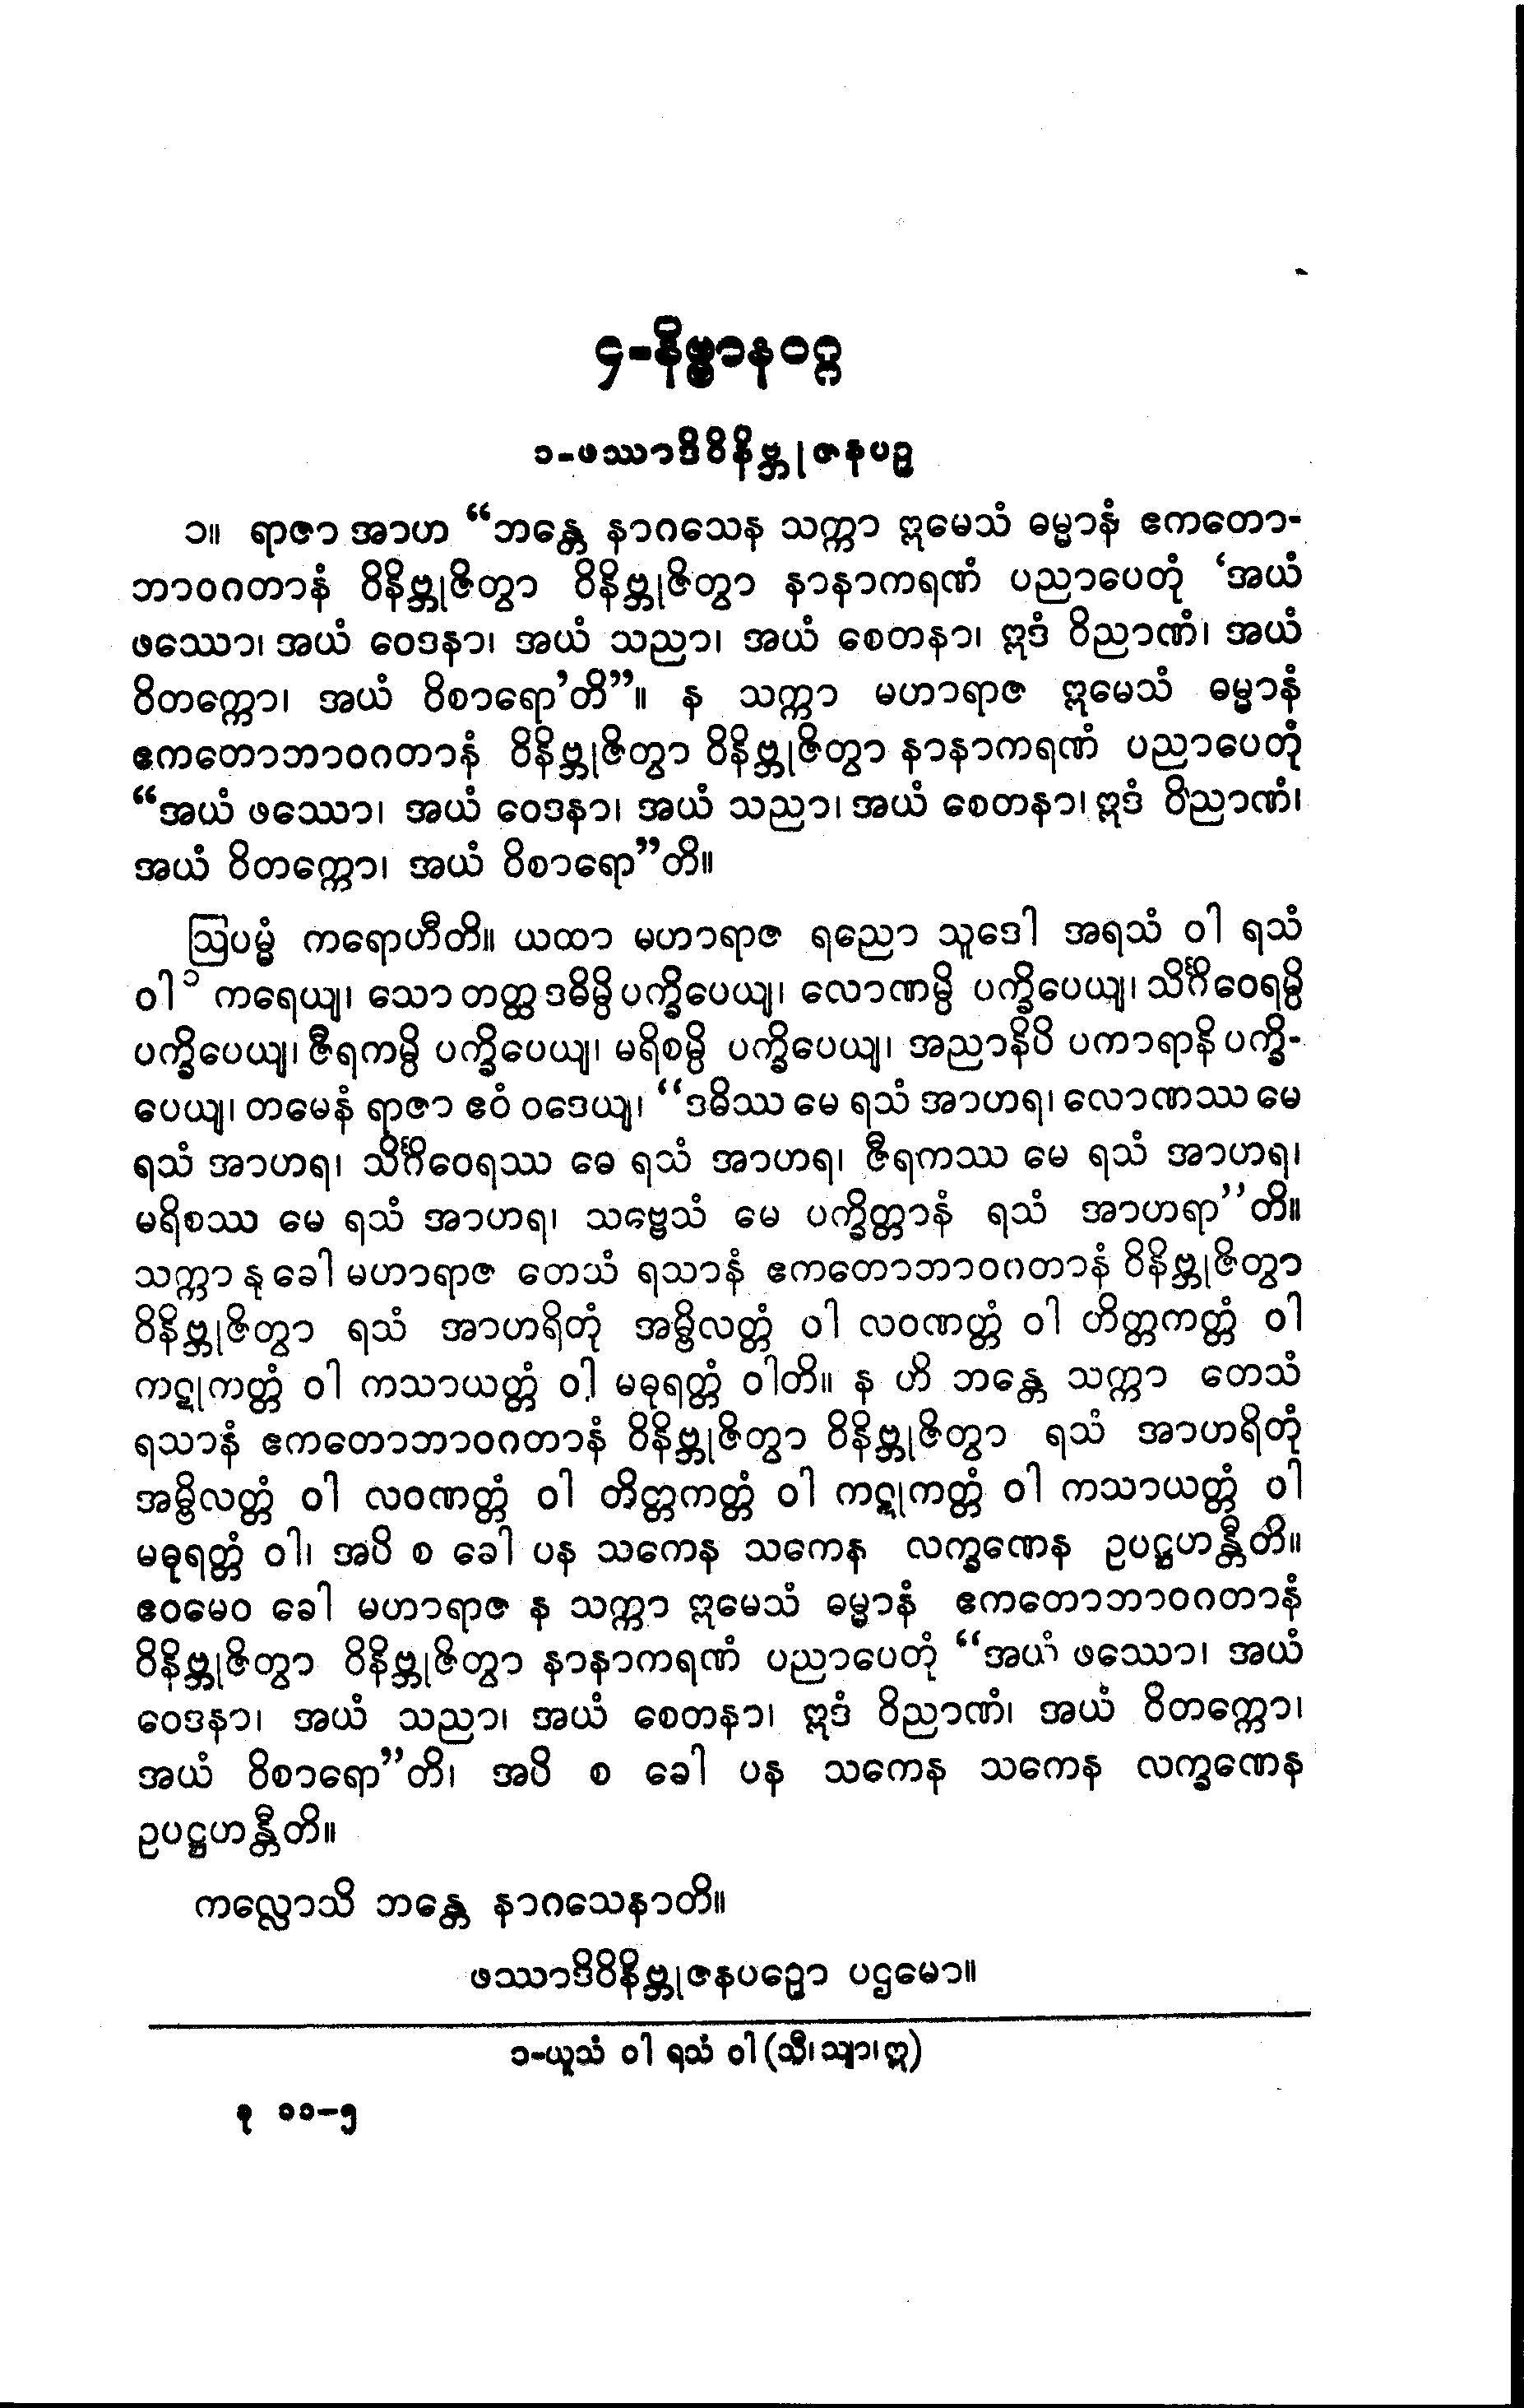 ၄-နိဗ္ဗာနဝဂ္ဂ
၁-ဖဿာဒိဝိနိဗ္ဘုဇနပဉှ
၁။ ရာဇာ အာဟ “ဘန္တေ နာဂသေန သက္ကာ ဣမေသံ ဓမ္မာနံ ဧကတော-
ဘာဝဂတာနံ ဝိနိဗ္ဘုဇိတွာ ဝိနိဗ္ဘုဇိတွာ နာနာကရဏံ ပညာပေတုံ ‘အယံ
ဖဿော၊ အယံ ဝေဒနာ၊ အယံ သညာ၊ အယံ စေတနာ၊ ဣဒံ ဝိညာဏံ၊ အယံ
ဝိတက္ကော၊ အယံ ဝိစာရော’တိ”။ န သက္ကာ မဟာရာဇ ဣမေသံ ဓမ္မာနံ
ဧကတောဘာဝဂတာနံ ဝိနိဗ္ဘုဇိတွာ ဝိနိဗ္ဘုဇိတွာ နာနာကရဏံ ပညာပေတုံ
“အယံ ဖဿော၊ အယံ ဝေဒနာ၊ အယံ သညာ၊ အယံ စေတနာ၊ ဣဒံ ဝိညာဏံ၊
အယံ ဝိတက္ကော၊ အယံ ဝိစာရော”တိ။
ဩပမ္မံ ကရောဟီတိ။ ယထာ မဟာရာဇ ရညော သူဒေါ အရသံ ဝါ ရသံ
ဝါ ၁ ကရေယျ၊ သော တတ္ထ ဒဓိမ္ပိ ပက္ခိပေယျ၊ လောဏမ္ပိ ပက္ခိပေယျ၊ သိင်္ဂိဝေရမ္ပိ
ပက္ခိပေယျ၊ ဇီရကမ္ပိ ပက္ခိပေယျ၊ မရိစမ္ပိ ပက္ခိပေယျ၊ အညာနိပိ ပကာရာနိ ပက္ခိ-
ပေယျ၊ တမေနံ ရာဇာ ဧဝံ ဝဒေယျ၊ “ဒဓိဿ မေ ရသံ အာဟရ၊ လောဏဿ မေ
ရသံ အာဟရ၊ သိင်္ဂိဝေရဿ မေ ရသံ အာဟရ၊ ဇီရကဿ မေ ရသံ အာဟရ၊
မရိစဿ မေ ရသံ အာဟရ၊ သဗ္ဗေသံ မေ ပက္ခိတ္တာနံ ရသံ အာဟရာ”တိ။
သက္ကာ နု ခေါ မဟာရာဇ တေသံ ရသာနံ ဧကတောဘာဝဂတာနံ ဝိနိဗ္ဘုဇိတွာ
ဝိနိဗ္ဘုဇိတွာ ရသံ အာဟရိတုံ အမ္ဗိလတ္တံ ဝါ လဝဏတ္တံ ဝါ တိတ္တကတ္တံ ဝါ
ကဋုကတ္တံ ဝါ ကသာယတ္တံ ဝါ မဓုရတ္တံ ဝါတိ။ န ဟိ ဘန္တေ သက္ကာ တေသံ
ရသာနံ ဧကတောဘာဝဂတာနံ ဝိနိဗ္ဘုဇိတွာ ဝိနိဗ္ဘုဇိတွာ ရသံ အာဟရိတုံ
အမ္ဗိလတ္တံ ဝါ လဝဏတ္တံ ဝါ တိတ္တကတ္တံ ဝါ ကဋုကတ္တံ ဝါ ကသာယတ္တံ ဝါ
မဓုရတ္တံ ဝါ၊ အပိ စ ခေါ ပန သကေန သကေန လက္ခဏေန ဥပဋ္ဌဟန္တီတိ။
ဧဝမေဝ ခေါ မဟာရာဇ န သက္ကာ ဣမေသံ ဓမ္မာနံ ဧကတောဘာဝဂတာနံ
ဝိနိဗ္ဘုဇိတွာ ဝိနိဗ္ဘုဇိတွာ နာနာကရဏံ ပညာပေတုံ “အယံ ဖဿော၊ အယံ
ဝေဒနာ၊ အယံ သညာ၊ အယံ စေတနာ၊ ဣဒံ ဝိညာဏံ၊ အယံ ဝိတက္ကော၊
အယံ ဝိစာရော”တိ၊ အပိ စ ခေါ ပန သကေန သကေန လက္ခဏေန
ဥပဋ္ဌဟန္တီတိ။
ကလ္လောသိ ဘန္တေ နာဂသေနာတိ။
ဖဿာဒိဝိနိဗ္ဘုဇနပဉှော ပဌမော။
၁-ယူသံ ဝါ ရသံ ဝါ (သီ၊ သျာ၊ ဣ)
ခု ၁၁-၅